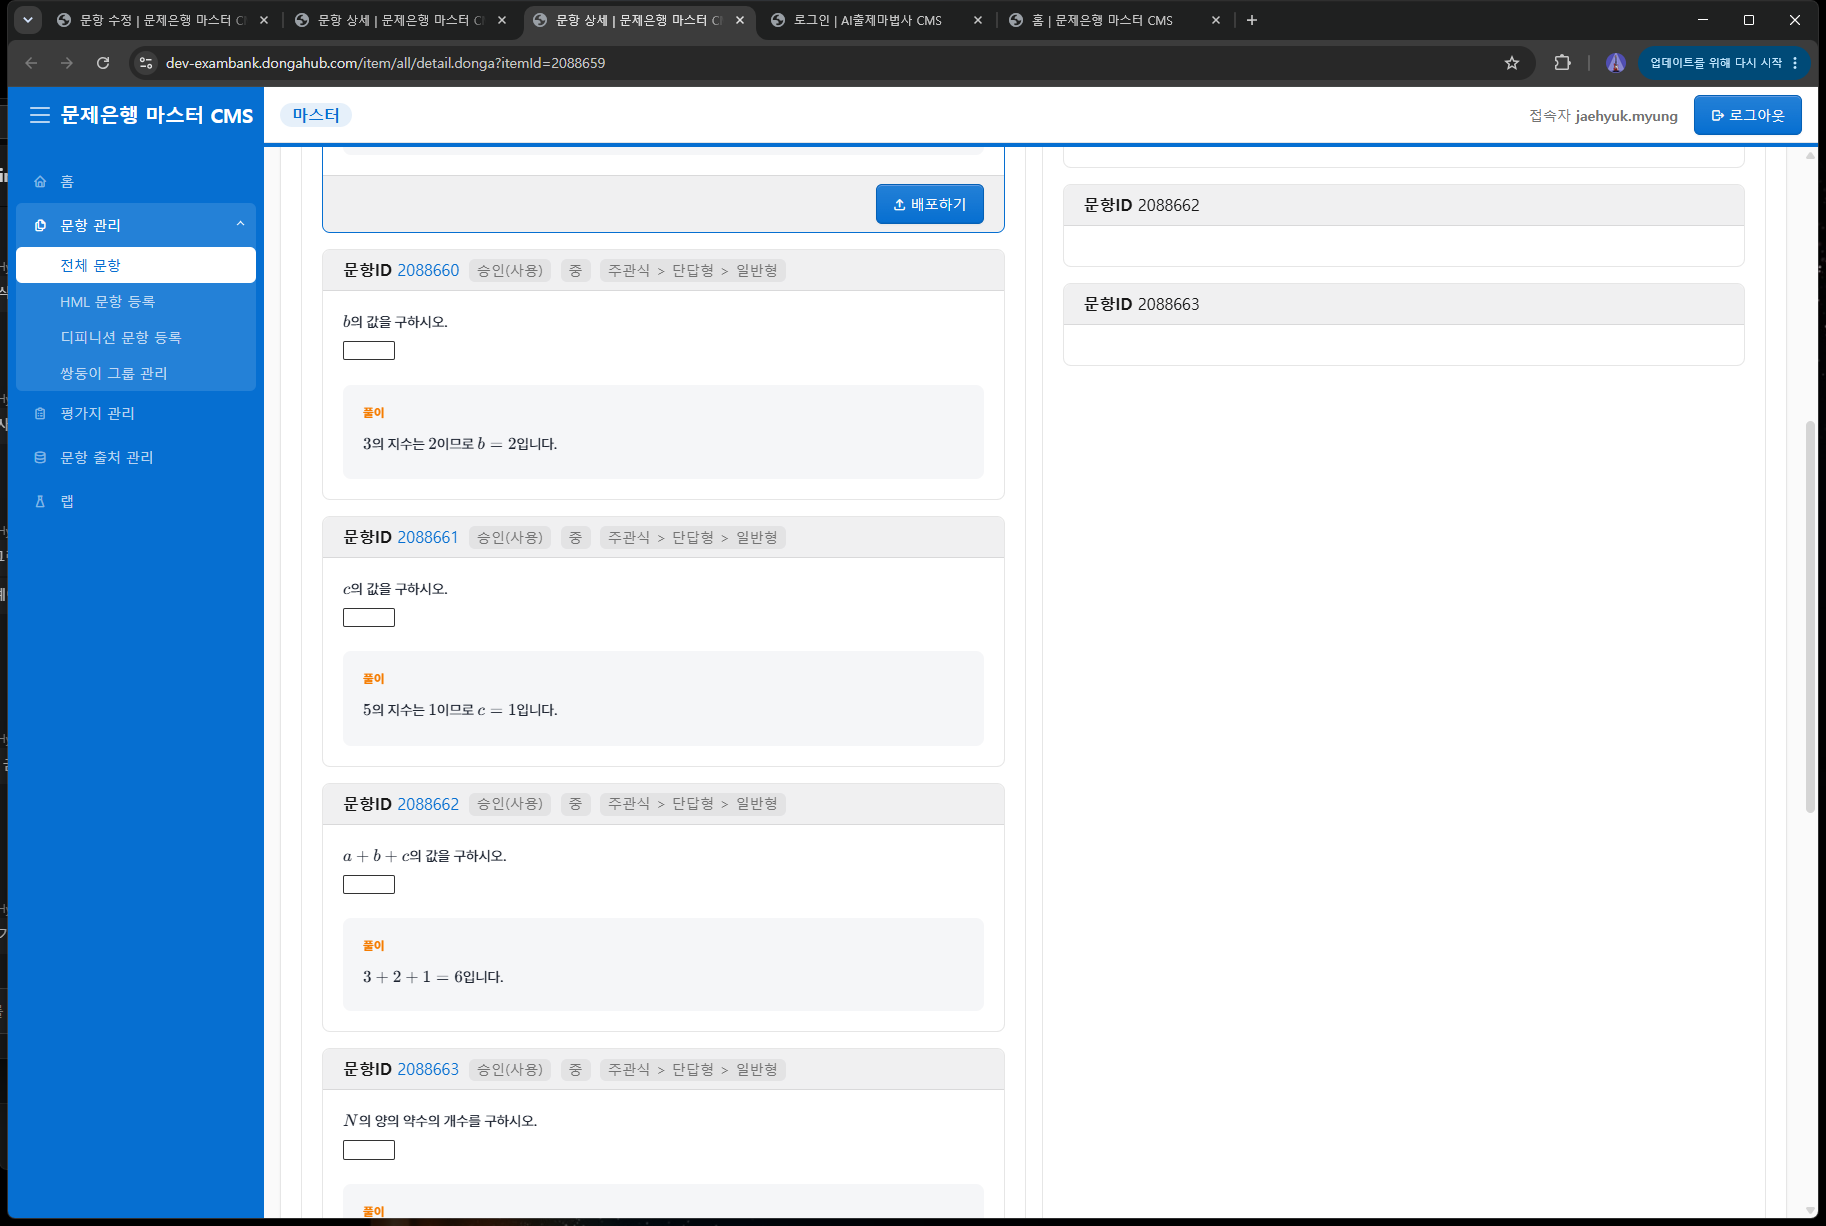 문항 수정 | 문제은행 마스터 C
문항 상세 | 문제은행 마스터 C
문항 상세 | 문제은행 마스터 C
로그인 | AI출제마법사 CMS
홈 | 문제은행 마스터 CMS
dev-exambank.dongahub.com/item/all/detail.donga?itemId=2088659
업데이트를 위해 다시 시작
문제은행 마스터 CMS
마스터
접속자 jaehyuk.myung
로그아웃
홈
문항 관리
전체 문항
HML 문항 등록
디피니션 문항 등록
쌍둥이 그룹 관리
평가지 관리
문항 출처 관리
랩
배포하기
문항ID 2088660 승인(사용) 중 주관식 > 단답형 > 일반형
b의 값을 구하시오.
풀이
3의 지수는 2이므로 b = 2입니다.
문항ID 2088661 승인(사용) 중 주관식 > 단답형 > 일반형
c의 값을 구하시오.
풀이
5의 지수는 1이므로 c = 1입니다.
문항ID 2088662 승인(사용) 중 주관식 > 단답형 > 일반형
a + b + c의 값을 구하시오.
풀이
3 + 2 + 1 = 6입니다.
문항ID 2088663 승인(사용) 중 주관식 > 단답형 > 일반형
N의 양의 약수의 개수를 구하시오.
풀이
문항ID 2088662
문항ID 2088663